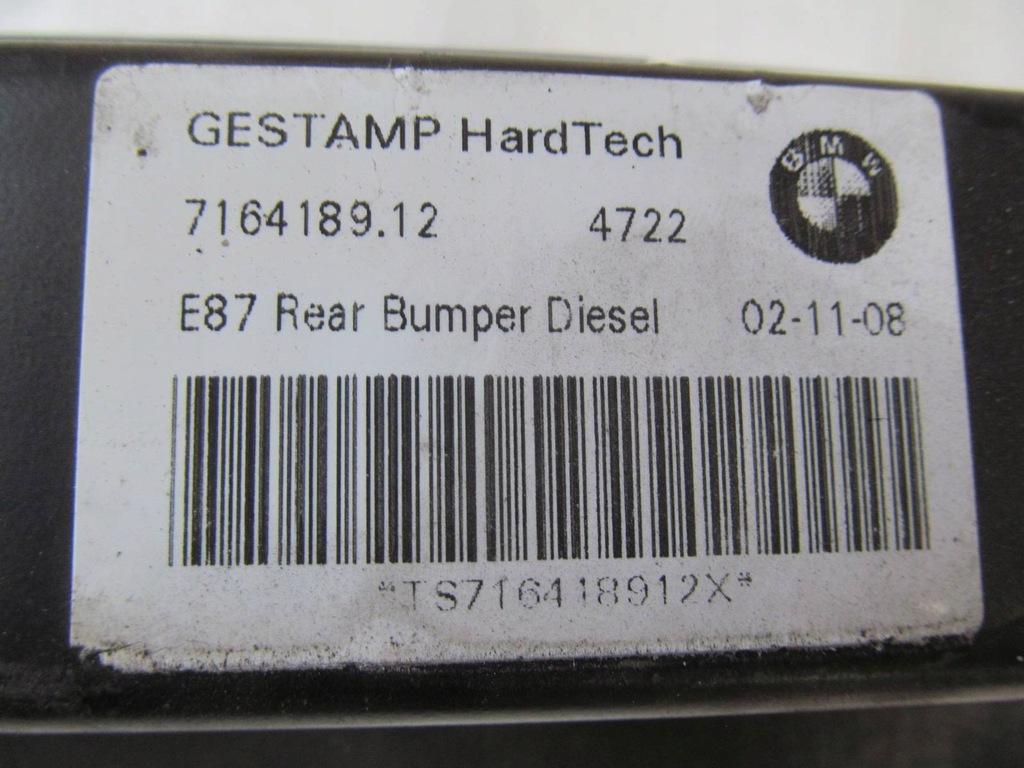 GESTAMP HardTech
BMW
7164189.12 4722
E87 Rear Bumper Diesel 02-11-08
*TS716418912X*